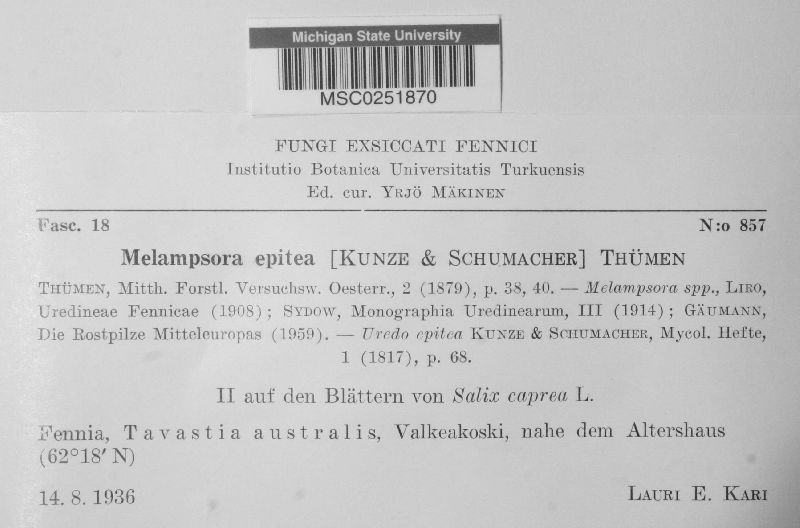 Michigan State University
MSC0251870
FUNGI EXSICCATI FENNICI
Institutio Botanica Universitatis Turkuensis
Ed. cur. YRJÖ MÄKINEN
Fasc. 18 N:o 857
Melampsora epitea [KUNZE & SCHUMACHER] THÜMEN
THÜMEN, Mitth. Forstl. Versuchsw. Oesterr., 2 (1879), p. 38, 40. — Melampsora spp., LIRO,
Uredineae Fennicae (1908); SYDOW, Monographia Uredinearum, III (1914); GÄUMANN,
Die Rostpilze Mitteleuropas (1959). — Uredo epitea KUNZE & SCHUMACHER, Mycol. Hefte,
1 (1817), p. 68.
II auf den Blättern von Salix caprea L.
Fennia, Tavastia australis, Valkeakoski, nahe dem Altershaus
(62°18′ N)
14. 8. 1936 LAURI E. KARI